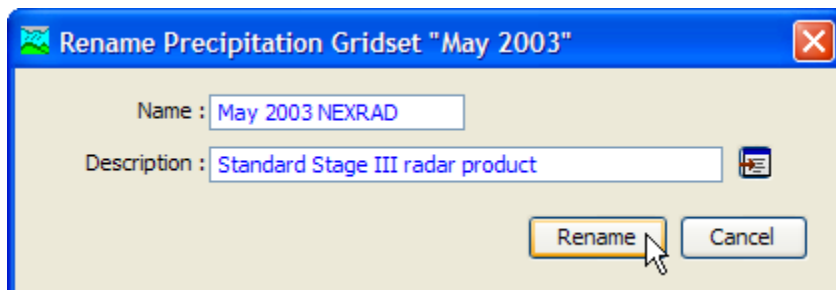 Rename Precipitation Gridset "May 2003"
Name : May 2003 NEXRAD
Description : Standard Stage III radar product
Rename Cancel